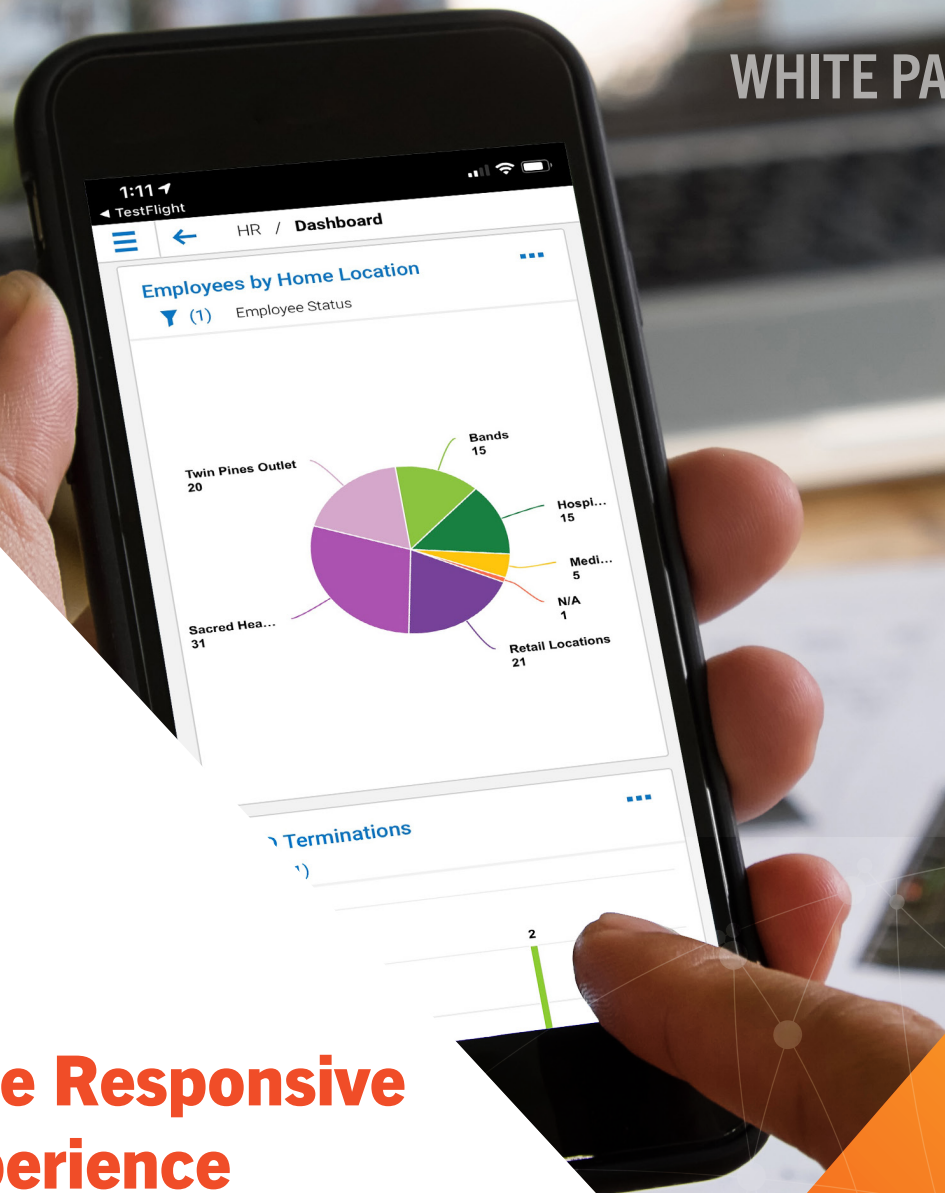 WHITE PA
1:11
◀ TestFlight
HR / Dashboard
Employees by Home Location
(1) Employee Status
Bands
15
Twin Pines Outlet
20
Hospi...
15
Medi...
5
N/A
1
Sacred Hea...
31
Retail Locations
21
Terminations
2
e Responsive
perience